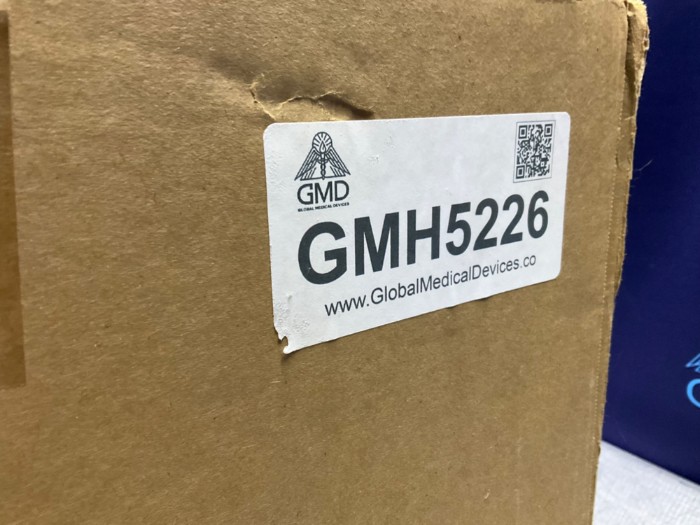 GMD
GLOBAL MEDICAL DEVICES
GMH5226
www.GlobalMedicalDevices.co